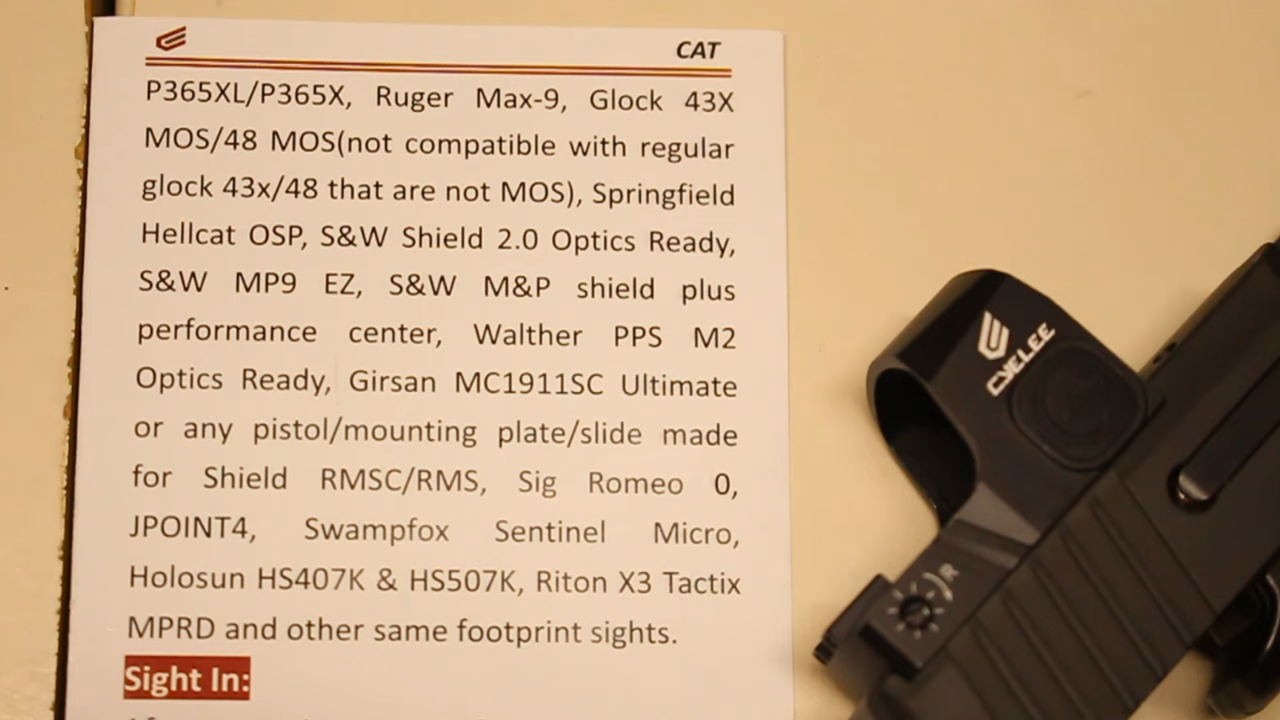 CAT
P365XL/P365X, Ruger Max-9, Glock 43X
MOS/48 MOS(not compatible with regular
glock 43x/48 that are not MOS), Springfield
Hellcat OSP, S&W Shield 2.0 Optics Ready,
S&W MP9 EZ, S&W M&P shield plus
performance center, Walther PPS M2
Optics Ready, Girsan MC1911SC Ultimate
or any pistol/mounting plate/slide made
for Shield RMSC/RMS, Sig Romeo 0,
JPOINT4, Swampfox Sentinel Micro,
Holosun HS407K & HS507K, Riton X3 Tactix
MPRD and other same footprint sights.
Sight In:
CYELEE
R